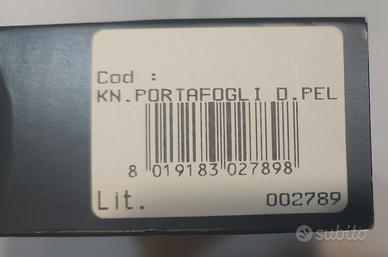 Cod :
KN.PORTAFOGLI D.PEL
8 019183 027898
Lit. 002789
subito